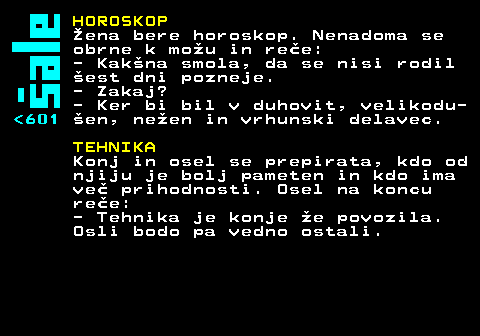 Šale
<601
HOROSKOP
Žena bere horoskop. Nenadoma se
obrne k možu in reče:
- Kakšna smola, da se nisi rodil
šest dni pozneje.
- Zakaj?
- Ker bi bil v duhovit, velikodu-
šen, nežen in vrhunski delavec.
TEHNIKA
Konj in osel se prepirata, kdo od
njiju je bolj pameten in kdo ima
več prihodnosti. Osel na koncu
reče:
- Tehnika je konje že povozila.
Osli bodo pa vedno ostali.